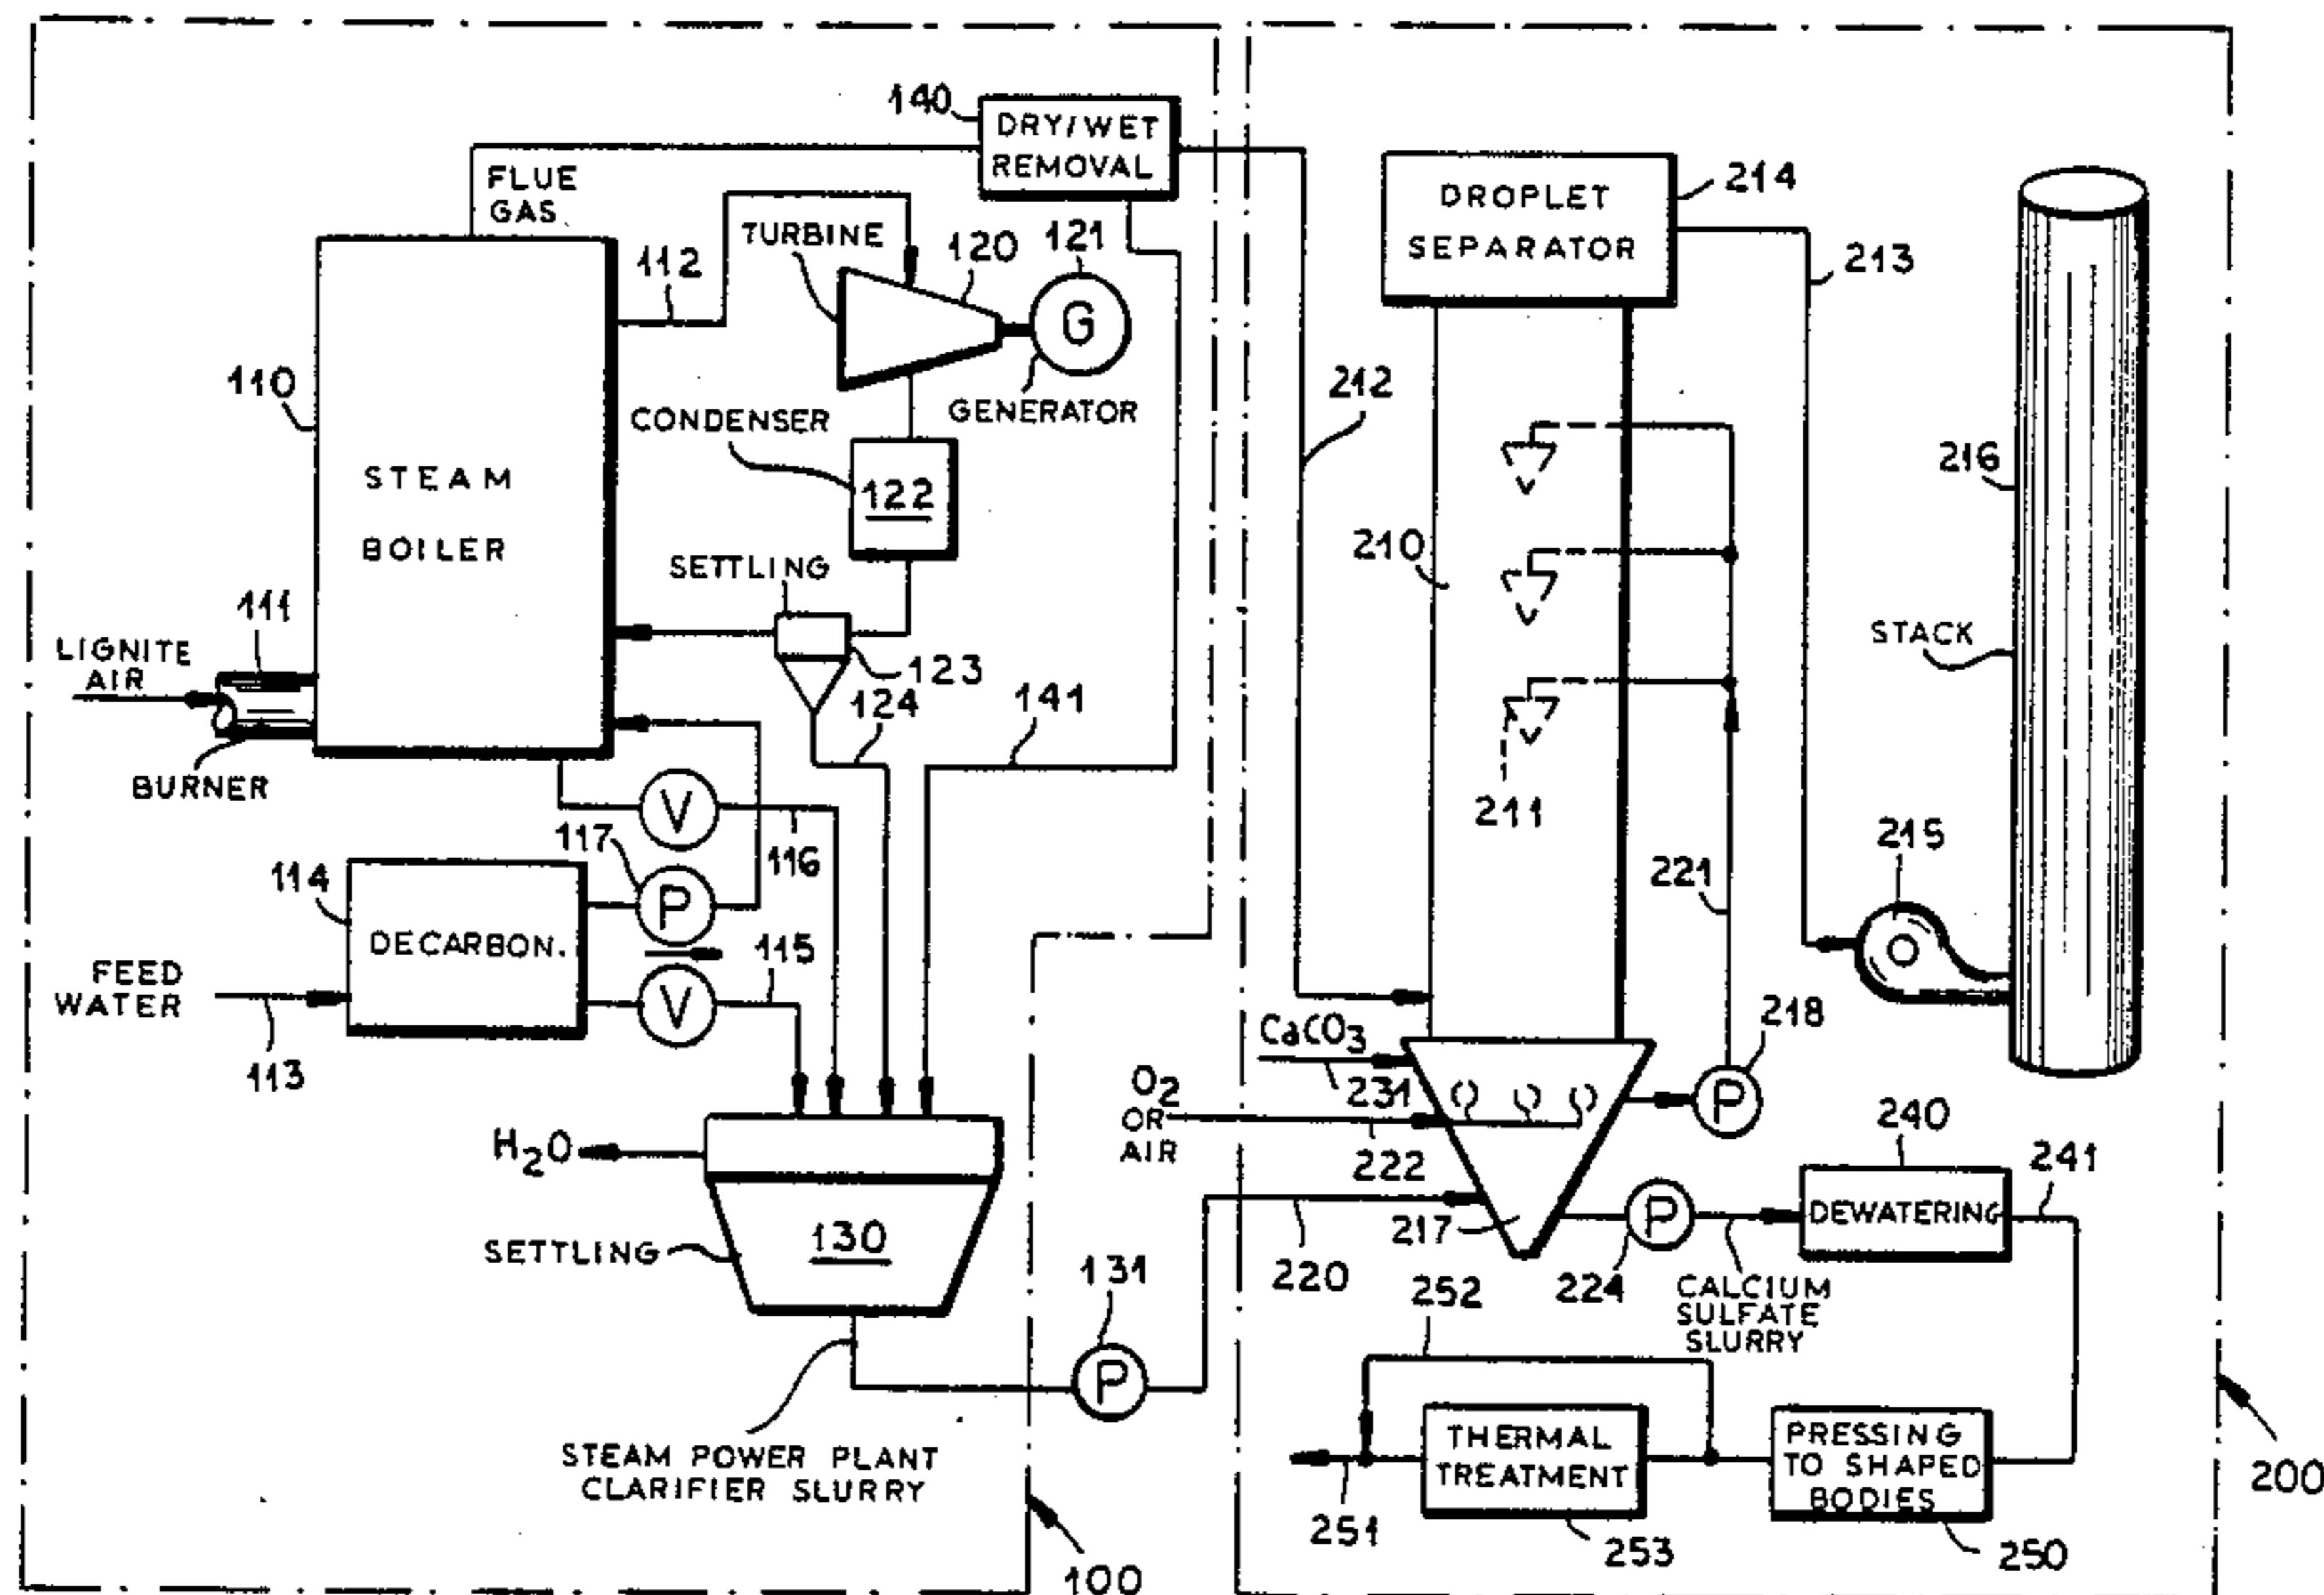 140
DRY/WET
REMOVAL
FLUE
GAS
DROPLET
SEPARATOR
214
TURBINE
120
121
G
GENERATOR
112
213
110
CONDENSER
122
212
STEAM
BOILER
216
SETTLING
210
123
124
111
LIGNITE
AIR
BURNER
141
STACK
V
116
117
P
211
221
215
114
DECARBON.
115
V
FEED
WATER
113
CaCO3
231
218
P
O2
OR
AIR
222
H2O
240
DEWATERING
241
SETTLING
130
217
220
P
224
CALCIUM
SULFATE
SLURRY
131
P
252
STEAM POWER PLANT
CLARIFIER SLURRY
THERMAL
TREATMENT
PRESSING
TO SHAPED
BODIES
251
253
250
200
100